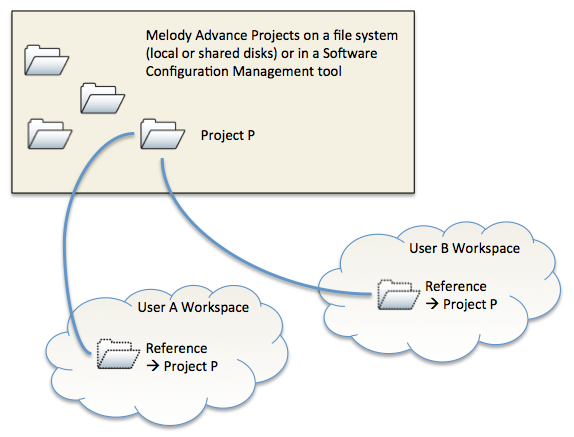 Melody Advance Projects on a file system
(local or shared disks) or in a Software
Configuration Management tool
Project P
User B Workspace
Reference
→ Project P
User A Workspace
Reference
→ Project P